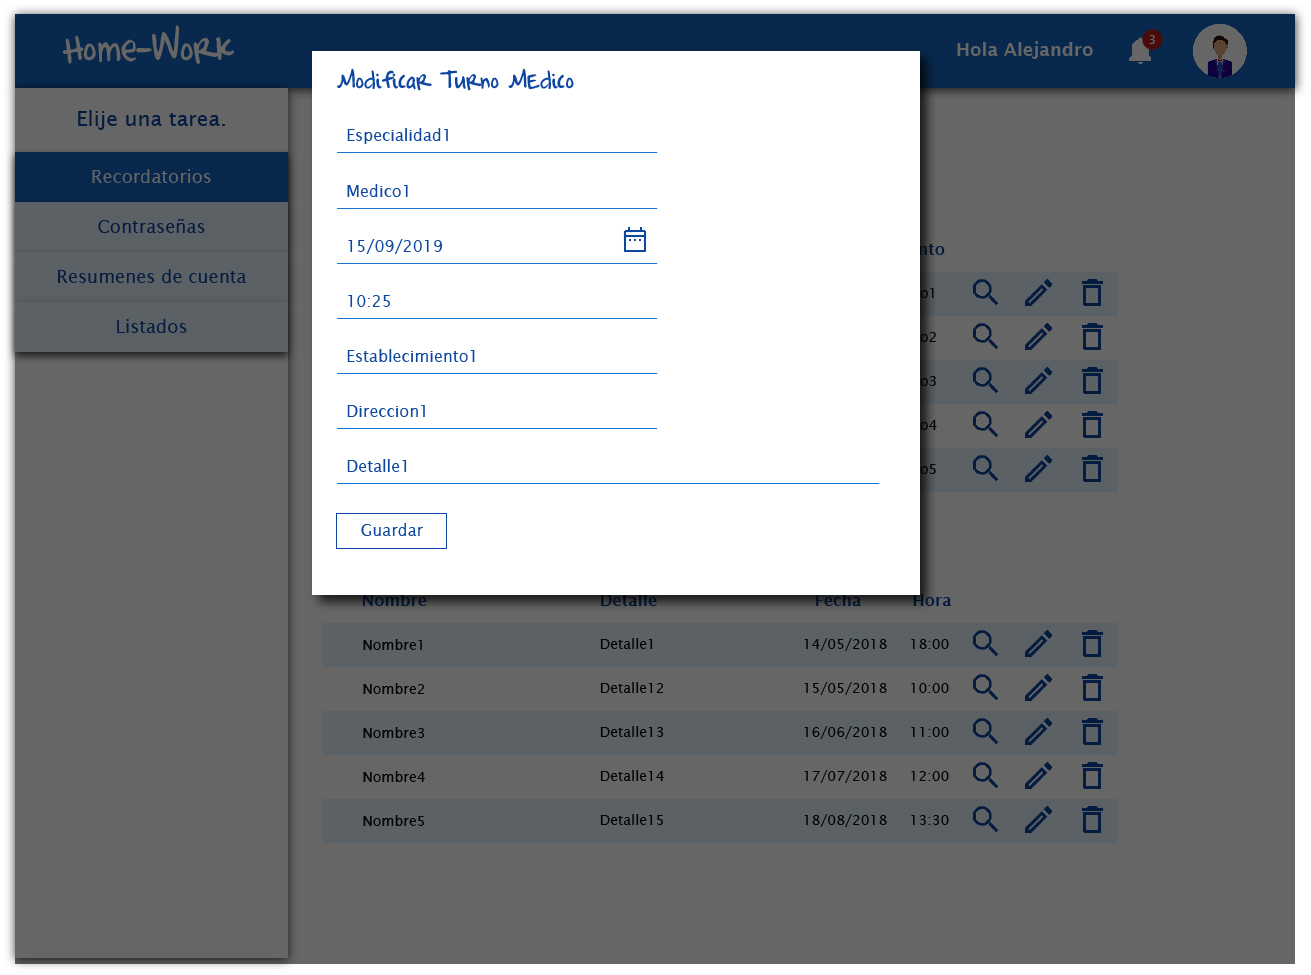 Home-Work
Hola Alejandro
3
Modificar Turno Medico
Elije una tarea.
Recordatorios
Contraseñas
Resumenes de cuenta
Listados
Especialidad1
Medico1
15/09/2019
10:25
Establecimiento1
Direccion1
Detalle1
Guardar
nto
o1
o2
o3
o4
o5
Nombre Detalle Fecha Hora
Nombre1 Detalle1 14/05/2018 18:00
Nombre2 Detalle12 15/05/2018 10:00
Nombre3 Detalle13 16/06/2018 11:00
Nombre4 Detalle14 17/07/2018 12:00
Nombre5 Detalle15 18/08/2018 13:30